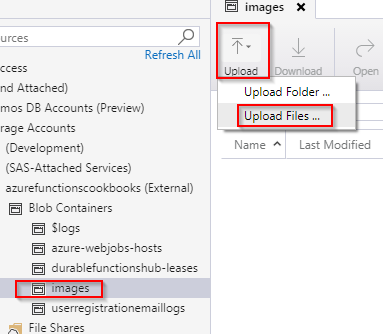 images
ources
Refresh All
ccess
nd Attached)
mos DB Accounts (Preview)
rage Accounts
(Development)
(SAS-Attached Services)
azurefunctionscookbooks (External)
Blob Containers
$logs
azure-webjobs-hosts
durablefunctionshub-leases
images
userregistrationemaillogs
File Shares
Upload
Download
Open
Upload Folder ...
Upload Files ...
Name
Last Modified